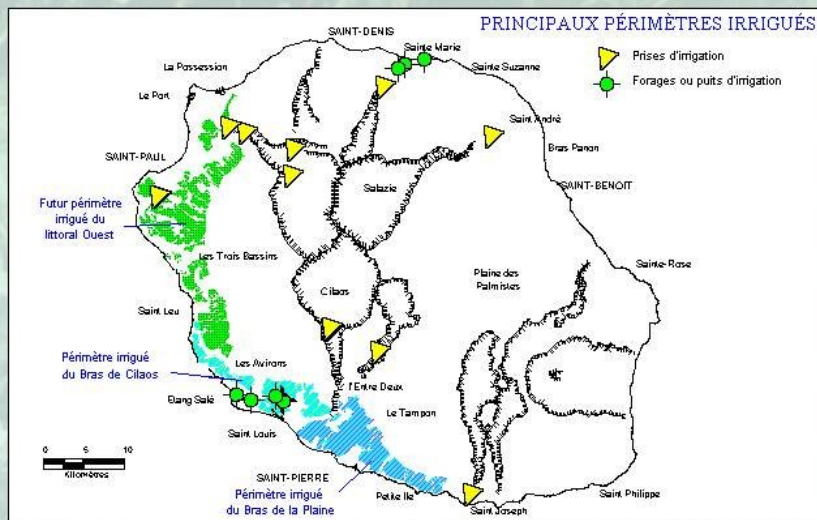 PRINCIPAUX PÉRIMÈTRES IRRIGUÉS
Prises d'irrigation
Forages ou puits d'irrigation
SAINT-DENIS
Sainte Marie
Sainte Suzanne
La Possession
Le Port
Saint André
Bras Panon
SAINT-PAUL
SAINT-BENOIT
Salazie
Futur périmètre
irrigué du
littoral Ouest
Les Trois Bassins
Sainte-Rose
Plaine des
Palmistes
Cilaos
Saint Leu
Périmètre irrigué
du Bras de Cilaos
Les Avirons
l'Entre Deux
Etang Salé
Le Tampon
Saint Louis
0 5 10
Kilomètres
SAINT-PIERRE
Périmètre irrigué
du Bras de la Plaine
Petite Ile
Saint Joseph
Saint Philippe